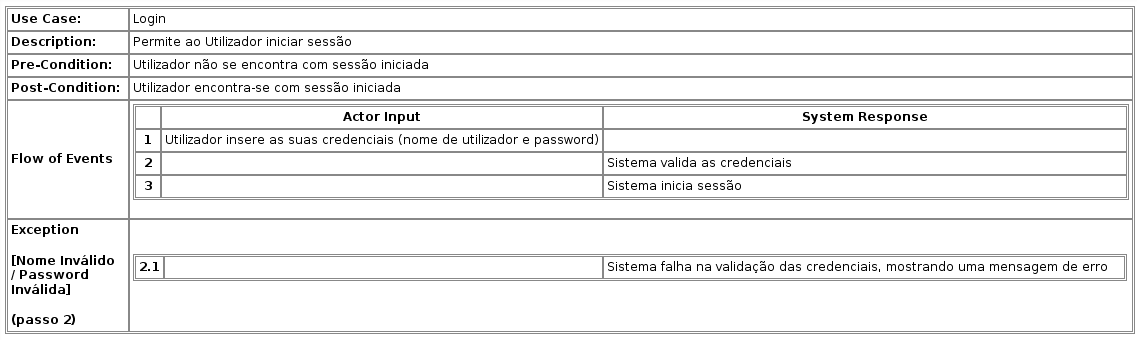 Use Case: Login
Description: Permite ao Utilizador iniciar sessão
Pre-Condition: Utilizador não se encontra com sessão iniciada
Post-Condition: Utilizador encontra-se com sessão iniciada
Flow of Events
Actor Input System Response
1 Utilizador insere as suas credenciais (nome de utilizador e password)
2 Sistema valida as credenciais
3 Sistema inicia sessão
Exception
[Nome Inválido
/ Password
Inválida]
(passo 2)
2.1 Sistema falha na validação das credenciais, mostrando uma mensagem de erro